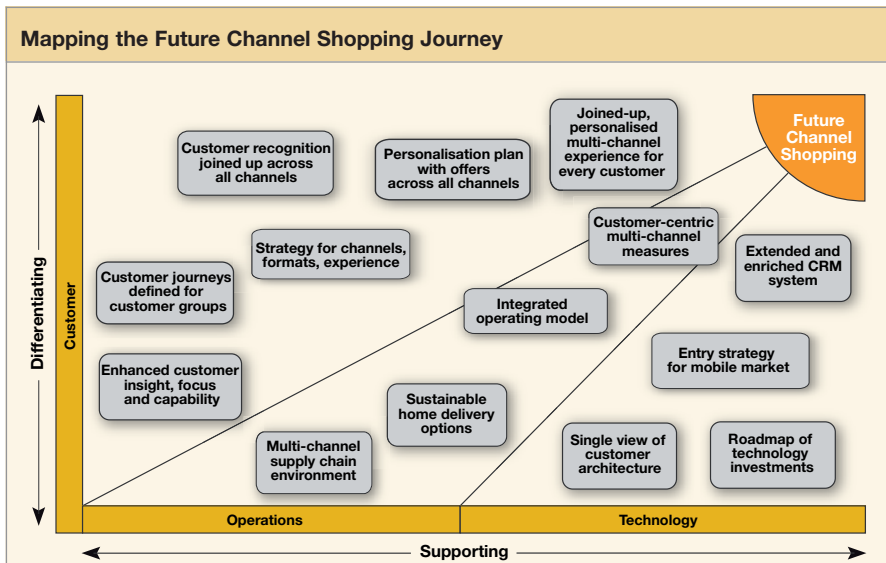 Mapping the Future Channel Shopping Journey
Differentiating
Customer
Customer recognition
joined up across
all channels
Personalisation plan
with offers
across all channels
Joined-up,
personalised
multi-channel
experience for
every customer
Future
Channel
Shopping
Strategy for channels,
formats, experience
Customer-centric
multi-channel
measures
Customer journeys
defined for
customer groups
Extended and
enriched CRM
system
Integrated
operating model
Enhanced customer
insight, focus
and capability
Entry strategy
for mobile market
Sustainable
home delivery
options
Multi-channel
supply chain
environment
Single view of
customer
architecture
Roadmap of
technology
investments
Operations
Technology
Supporting